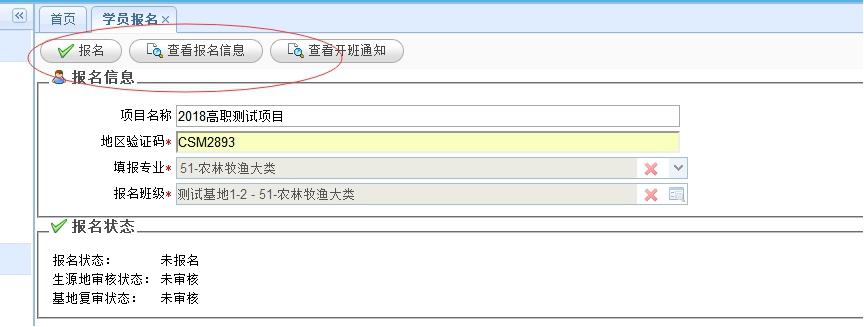 首页 学员报名
报名 查看报名信息 查看开班通知
报名信息
项目名称 2018高职测试项目
地区验证码* CSM2893
填报专业* 51-农林牧渔大类
报名班级* 测试基地1-2 - 51-农林牧渔大类
报名状态
报名状态： 未报名
生源地审核状态： 未审核
基地复审状态： 未审核